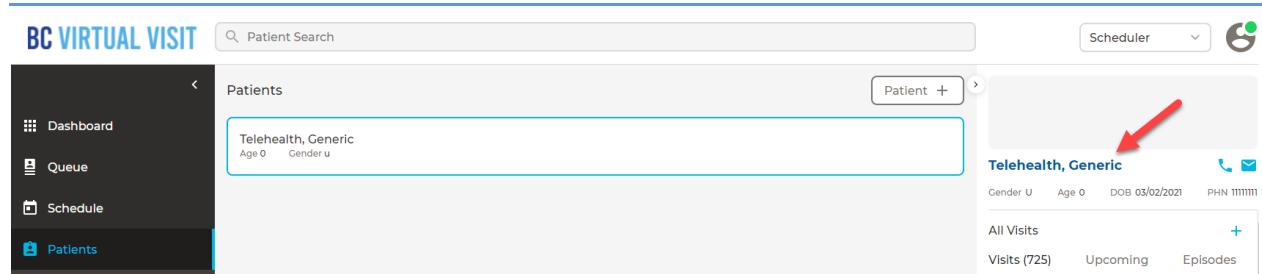 BC VIRTUAL VISIT
Patient Search
Scheduler
Dashboard
Queue
Schedule
Patients
Patients
Patient +
Telehealth, Generic
Age 0 Gender u
Telehealth, Generic
Gender U Age 0 DOB 03/02/2021 PHN 11111111
All Visits +
Visits (725) Upcoming Episodes